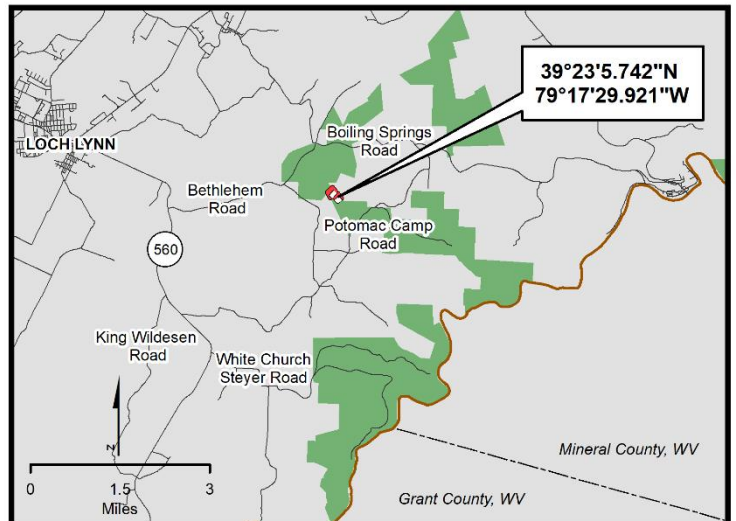 39°23'5.742"N
79°17'29.921"W
Boiling Springs
Road
LOCH LYNN
Bethlehem
Road
Potomac Camp
Road
560
King Wildesen
Road
White Church
Steyer Road
N
Mineral County, WV
0 1.5 3
Miles
Grant County, WV